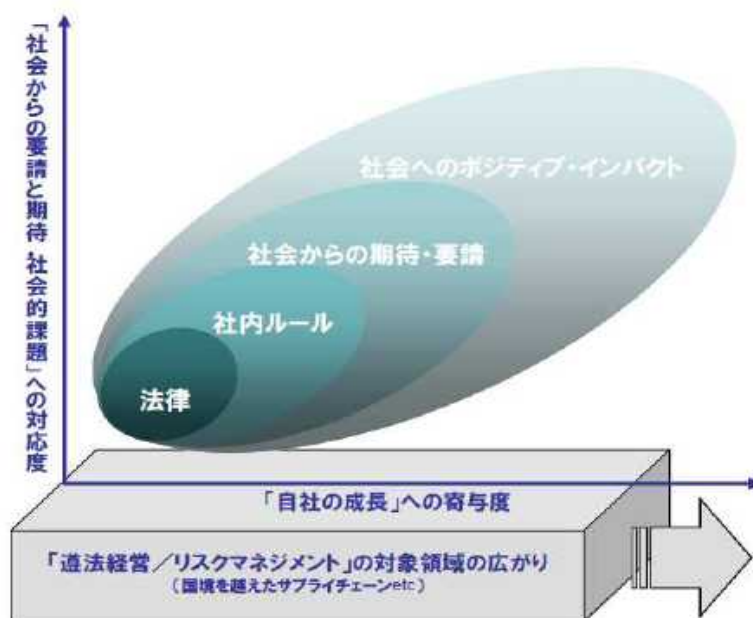 「社会からの要請と期待・社会的課題」への対応度
社会へのポジティブ・インパクト
社会からの期待・要請
社内ルール
法律
「自社の成長」への寄与度
「遵法経営/リスクマネジメント」の対象領域の広がり
(国境を越えたサプライチェーンetc)